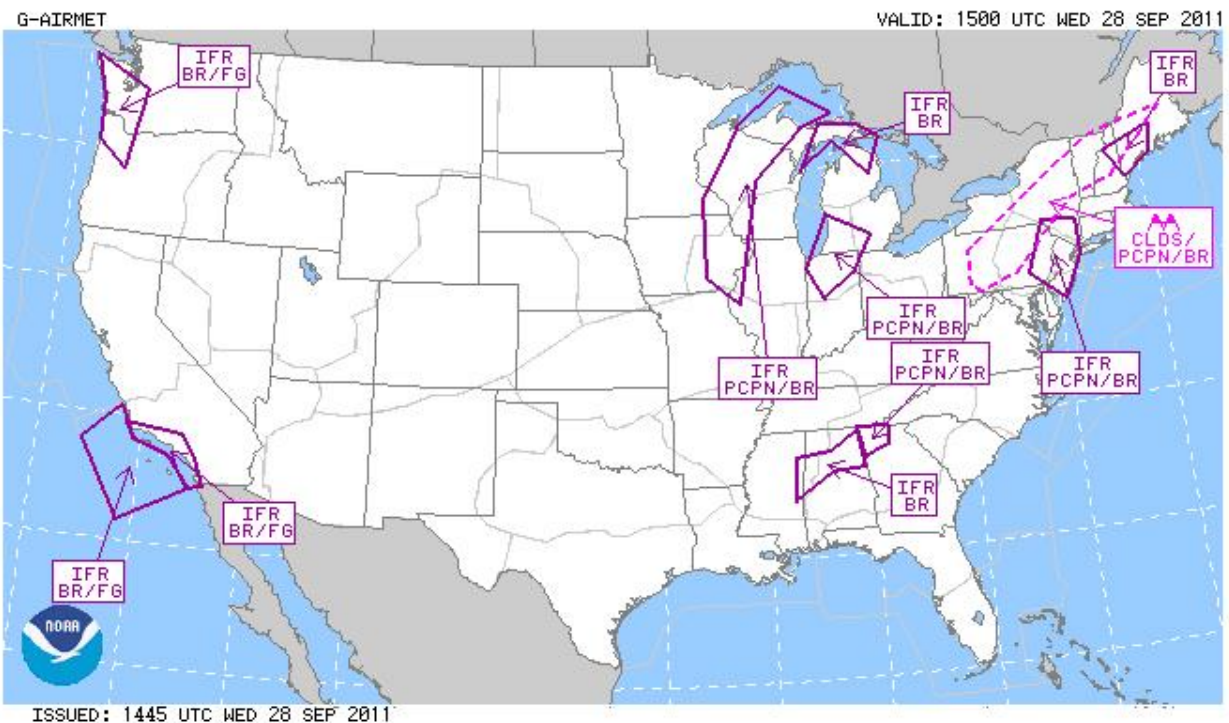 G-AIRMET
VALID: 1500 UTC WED 28 SEP 2011
IFR
BR/FG
IFR
BR
IFR
BR
CLDS/
PCPN/BR
IFR
PCPN/BR
IFR
PCPN/BR
IFR
PCPN/BR
IFR
PCPN/BR
IFR
BR
IFR
BR/FG
IFR
BR/FG
NOAA
ISSUED: 1445 UTC WED 28 SEP 2011